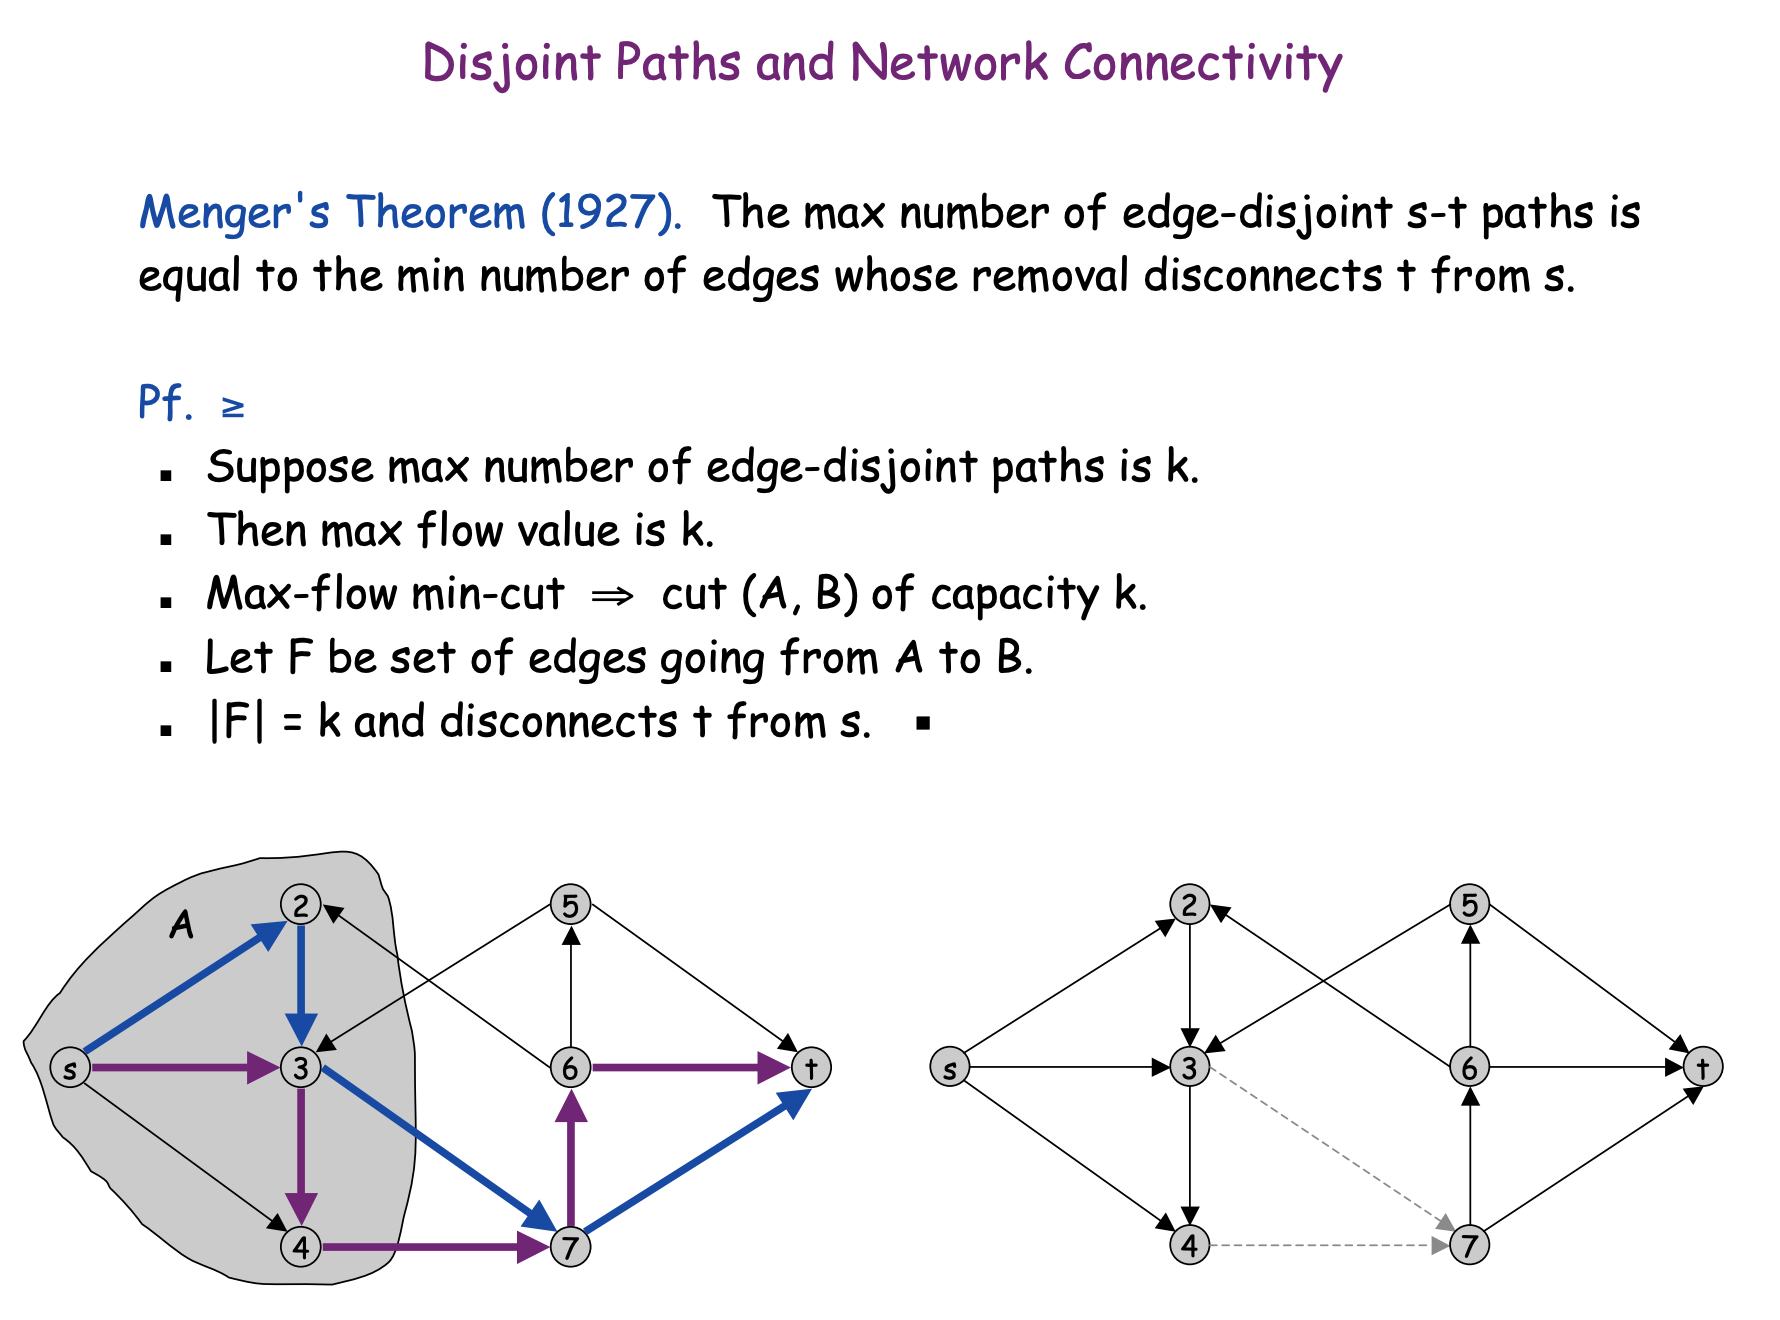 Disjoint Paths and Network Connectivity
Menger's Theorem (1927). The max number of edge-disjoint s-t paths is
equal to the min number of edges whose removal disconnects t from s.
Pf. ≥
▪ Suppose max number of edge-disjoint paths is k.
▪ Then max flow value is k.
▪ Max-flow min-cut ⇒ cut (A, B) of capacity k.
▪ Let F be set of edges going from A to B.
▪ |F| = k and disconnects t from s. ▪
A
2
5
s
3
6
t
4
7
2
5
s
3
6
t
4
7